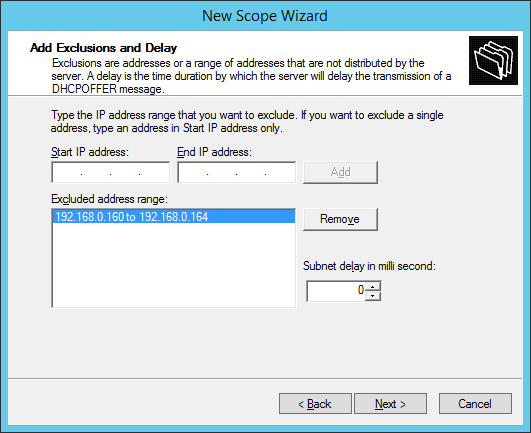 New Scope Wizard
Add Exclusions and Delay
Exclusions are addresses or a range of addresses that are not distributed by the
server. A delay is the time duration by which the server will delay the transmission of a
DHCPOFFER message.
Type the IP address range that you want to exclude. If you want to exclude a single
address, type an address in Start IP address only.
Start IP address: End IP address:
. . . . . . Add
Excluded address range:
192.168.0.160 to 192.168.0.164 Remove
Subnet delay in milli second:
0
< Back Next > Cancel